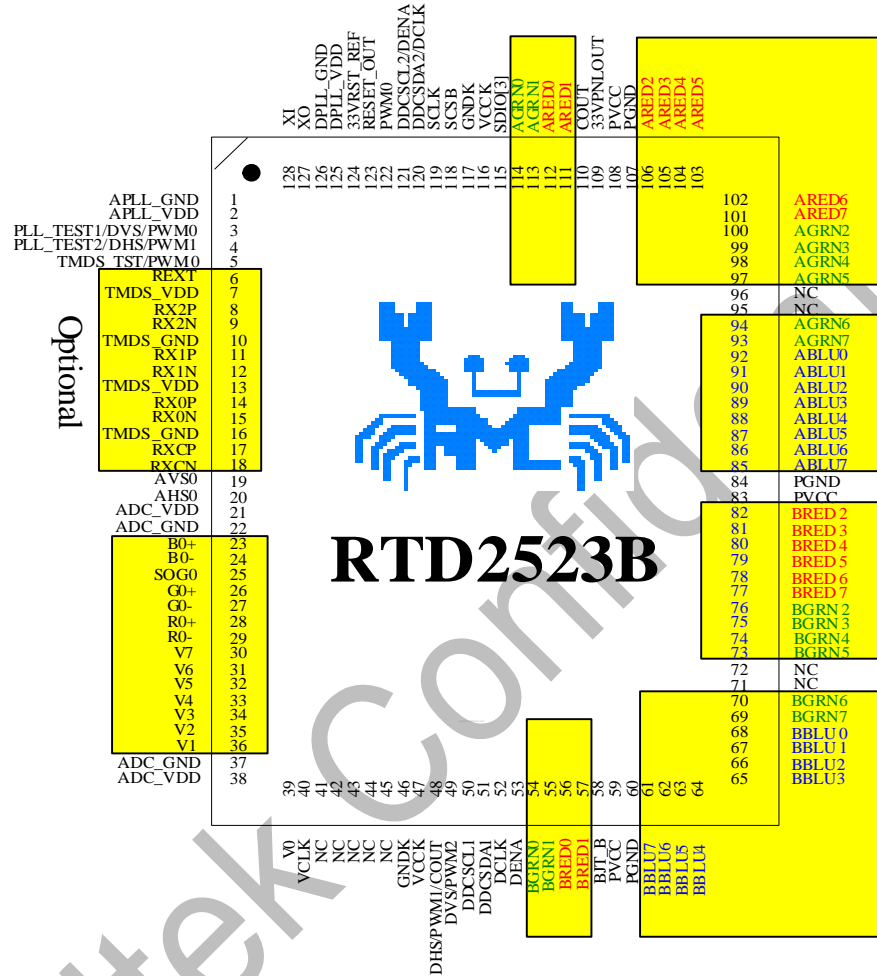 XI
XO
DPLL_GND
DPLL_VDD
33VRST_REF
RESET_OUT
PWM0
DDCSCL2/DENA
DDCSDA2/DCLK
SCLK
SCSB
GNDK
VCCK
SDIO[3]
AGRN0
AGRN1
ARED0
ARED1
COUT
33VPNLOUT
PVCC
PGND
ARED2
ARED3
ARED4
ARED5
128
127
126
125
124
123
122
121
120
119
118
117
116
115
114
113
112
111
110
109
108
107
106
105
104
103
APLL_GND 1
APLL_VDD 2
PLL_TEST1/DVS/PWM0 3
PLL_TEST2/DHS/PWM1 4
TMDS_TST/PWM0 5
REXT 6
TMDS_VDD 7
RX2P 8
RX2N 9
TMDS_GND 10
RX1P 11
RX1N 12
TMDS_VDD 13
RX0P 14
RX0N 15
TMDS_GND 16
RXCP 17
RXCN 18
AVS0 19
AHS0 20
ADC_VDD 21
ADC_GND 22
B0+ 23
B0- 24
SOG0 25
G0+ 26
G0- 27
R0+ 28
R0- 29
V7 30
V6 31
V5 32
V4 33
V3 34
V2 35
V1 36
ADC_GND 37
ADC_VDD 38
Optional
RTD2523B
102 ARED6
101 ARED7
100 AGRN2
99 AGRN3
98 AGRN4
97 AGRN5
96 NC
95 NC
94 AGRN6
93 AGRN7
92 ABLU0
91 ABLU1
90 ABLU2
89 ABLU3
88 ABLU4
87 ABLU5
86 ABLU6
85 ABLU7
84 PGND
83 PVCC
82 BRED2
81 BRED3
80 BRED4
79 BRED5
78 BRED6
77 BRED7
76 BGRN2
75 BGRN3
74 BGRN4
73 BGRN5
72 NC
71 NC
70 BGRN6
69 BGRN7
68 BBLU0
67 BBLU1
66 BBLU2
65 BBLU3
39
40
41
42
43
44
45
46
47
48
49
50
51
52
53
54
55
56
57
58
59
60
61
62
63
64
V0
VCLK
NC
NC
NC
NC
NC
GNDK
VCCK
DHS/PWM1/COUT
DVS/PWM2
DDCSCL1
DDCSDA1
DCLK
DENA
BGRN0
BGRN1
BRED0
BRED1
BJT_B
PVCC
PGND
BBLU7
BBLU6
BBLU5
BBLU4